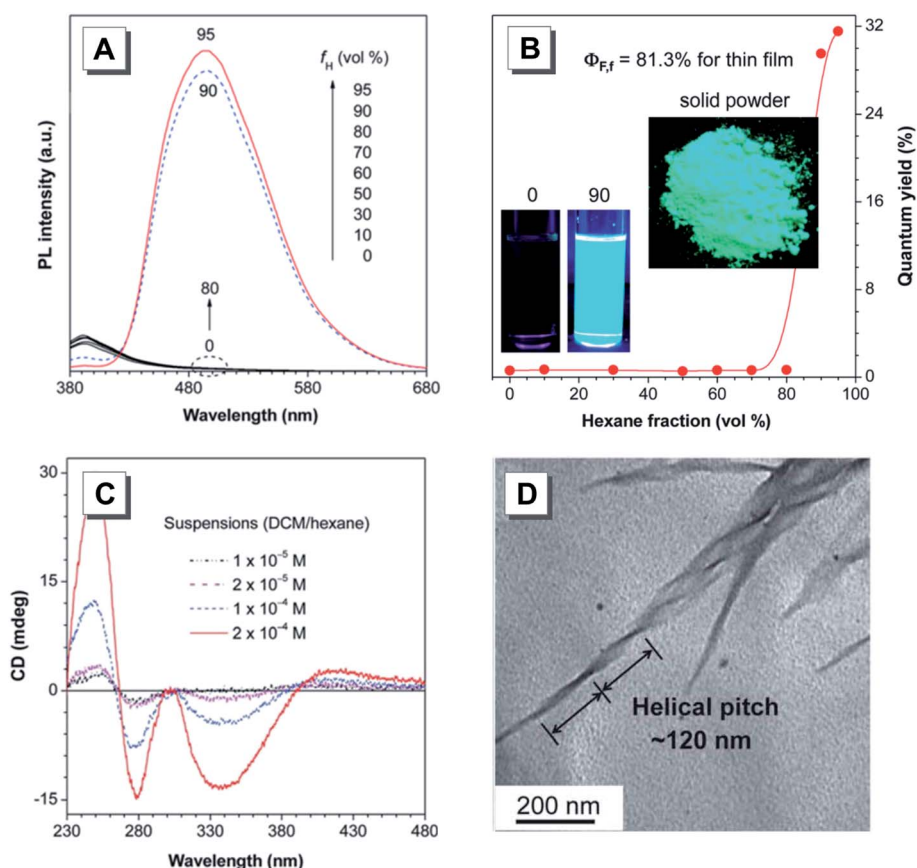 A
95
90
f_H (vol %)
95
95
90
80
70
60
50
30
10
0
80
0
PL intensity (a.u.)
380
480
580
680
Wavelength (nm)
B
Φ_F,f = 81.3% for thin film
solid powder
0
90
32
24
16
8
0
Quantum yield (%)
0
20
40
60
80
100
Hexane fraction (vol %)
C
Suspensions (DCM/hexane)
1 x 10⁻⁵ M
2 x 10⁻⁵ M
1 x 10⁻⁴ M
2 x 10⁻⁴ M
30
15
0
-15
CD (mdeg)
230
280
330
380
430
480
Wavelength (nm)
D
Helical pitch
~120 nm
200 nm